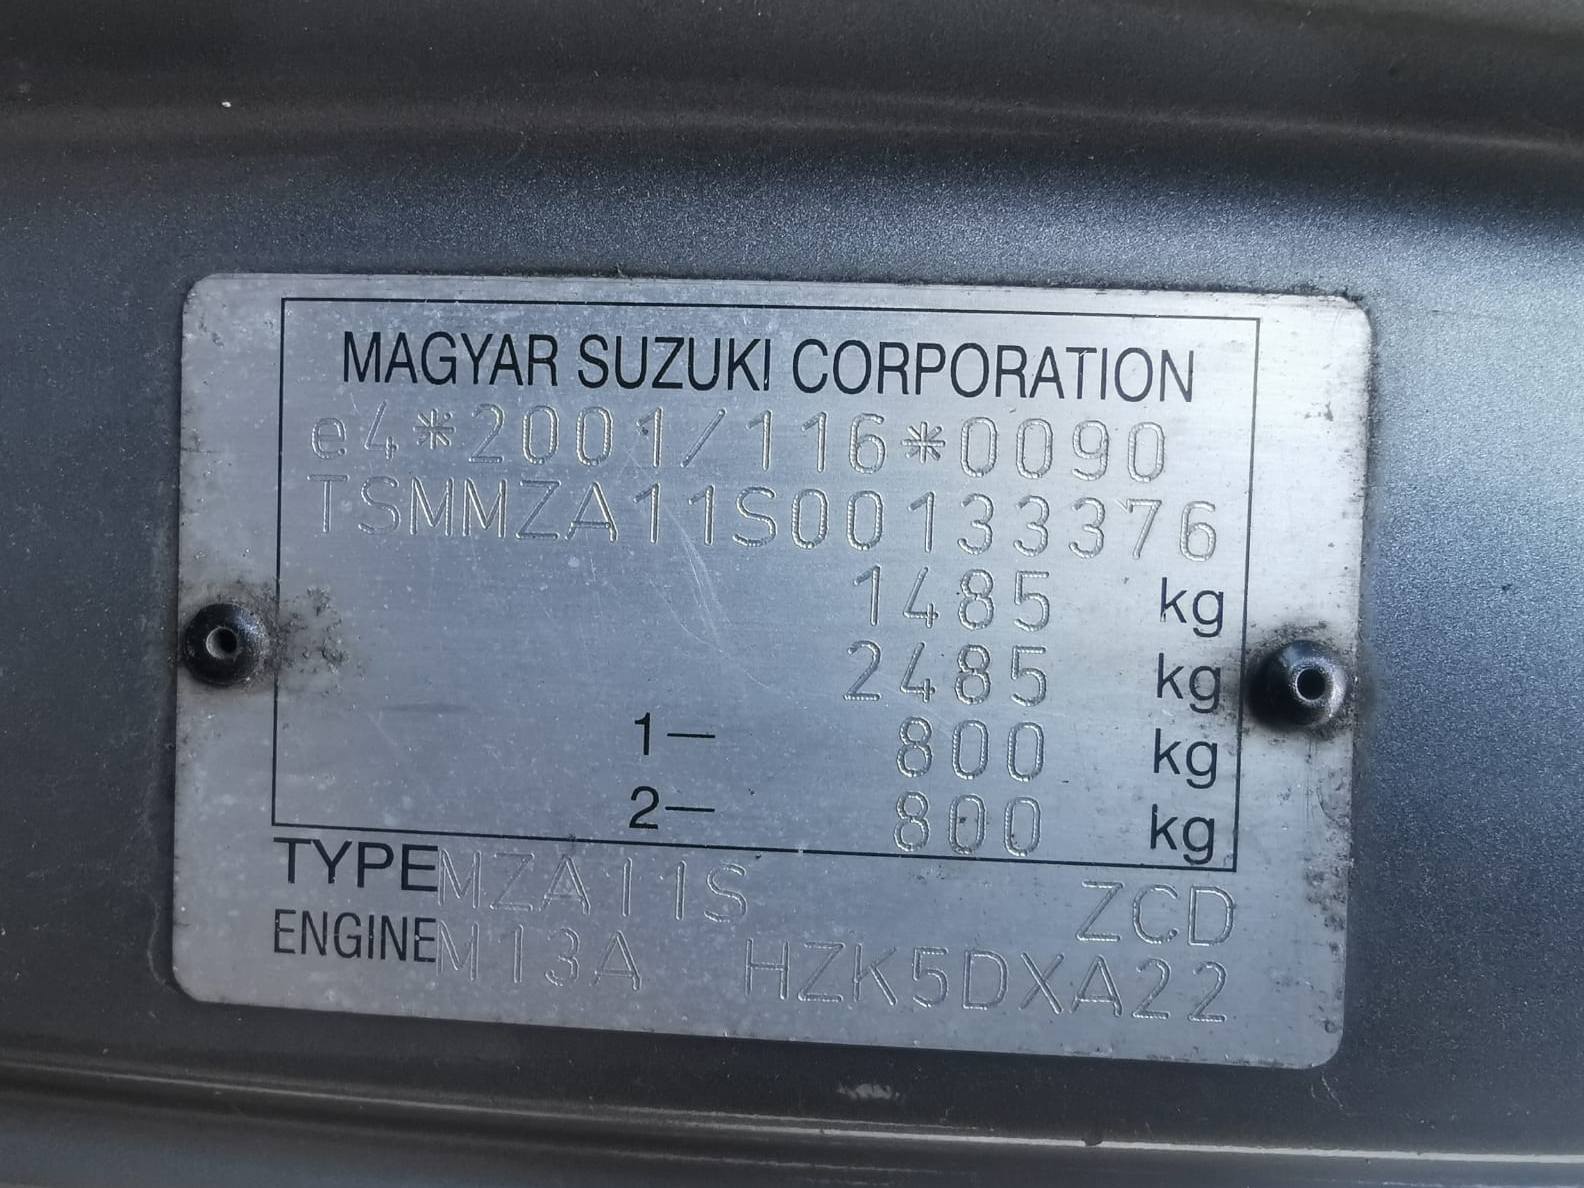 MAGYAR SUZUKI CORPORATION
e4*2001/116*0090
TSMMZA11S00133376
1485 kg
2485 kg
1— 800 kg
2— 800 kg
TYPE MZA11S ZCD
ENGINE M13A HZK5DXA22